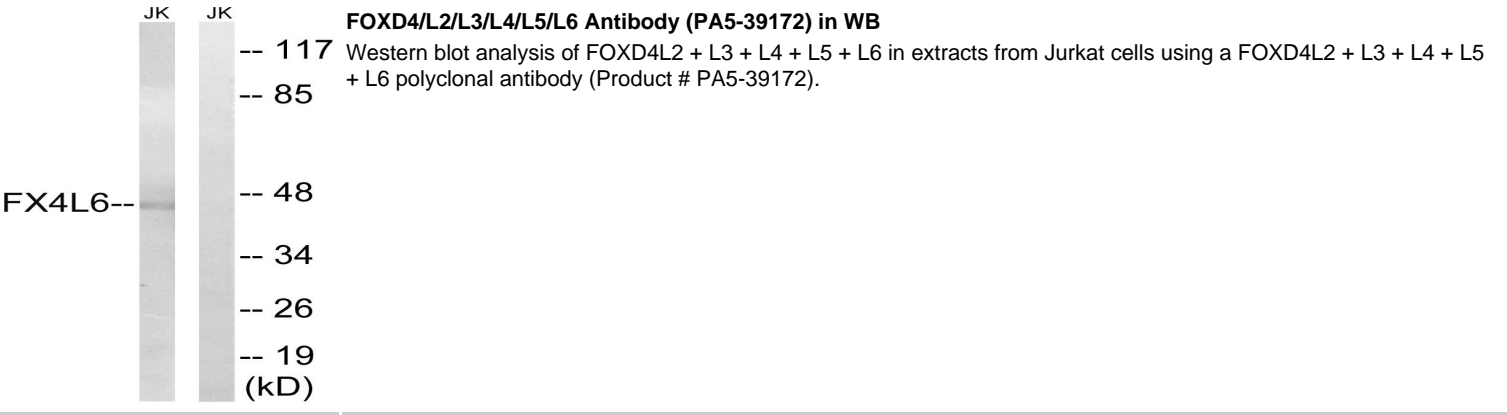 JK JK
FOXD4/L2/L3/L4/L5/L6 Antibody (PA5-39172) in WB
-- 117
Western blot analysis of FOXD4L2 + L3 + L4 + L5 + L6 in extracts from Jurkat cells using a FOXD4L2 + L3 + L4 + L5
+ L6 polyclonal antibody (Product # PA5-39172).
-- 85
FX4L6-- -- 48
-- 34
-- 26
-- 19
(kD)